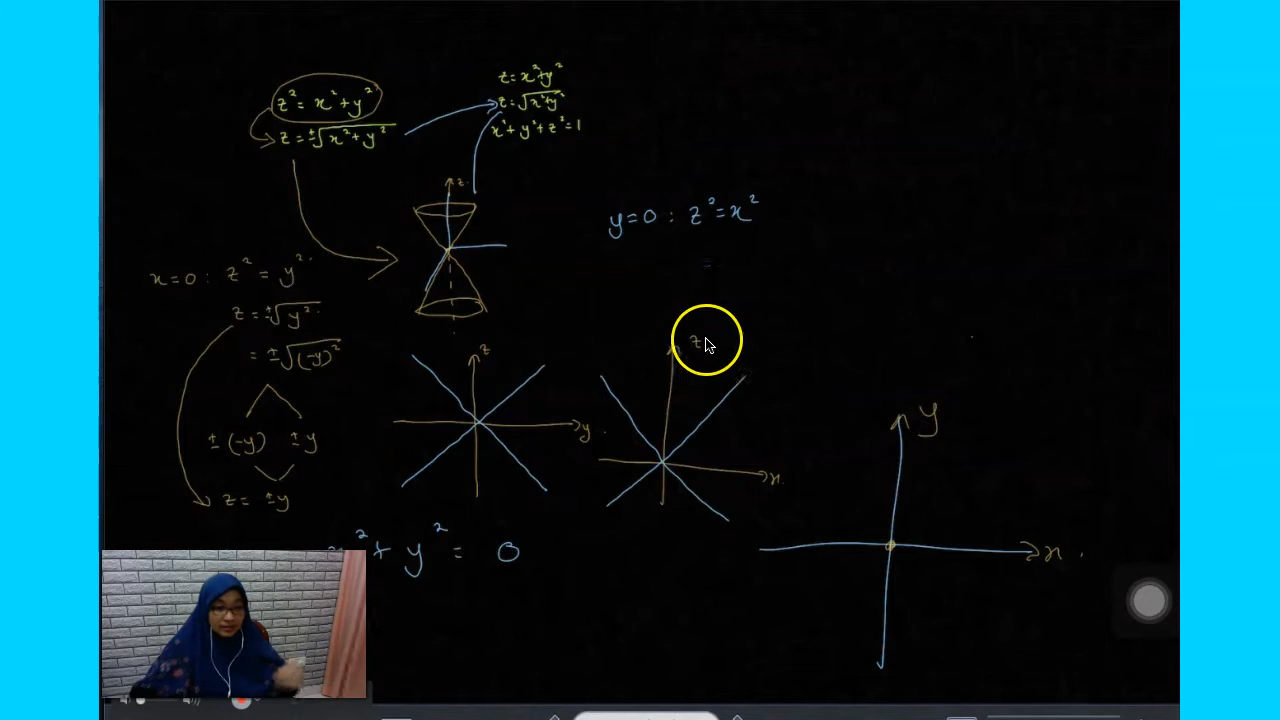 z² = x² + y²
z = ±√x² + y²
z = x² + y²
z = √x² + y²
x² + y² + z² = 1
z
y = 0 : z² = x²
x = 0 : z² = y²
z = ±√y²
= ±√(-y)²
± (-y) ± y
z = ± y
z
y
z
x
² + y² = 0
y
x